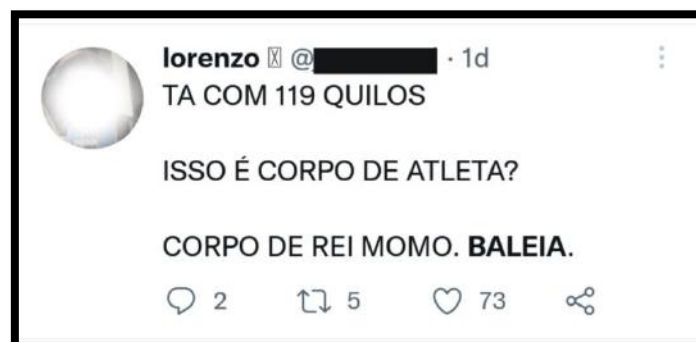 lorenzo @ · 1d
TA COM 119 QUILOS
ISSO É CORPO DE ATLETA?
CORPO DE REI MOMO. BALEIA.
2 5 73